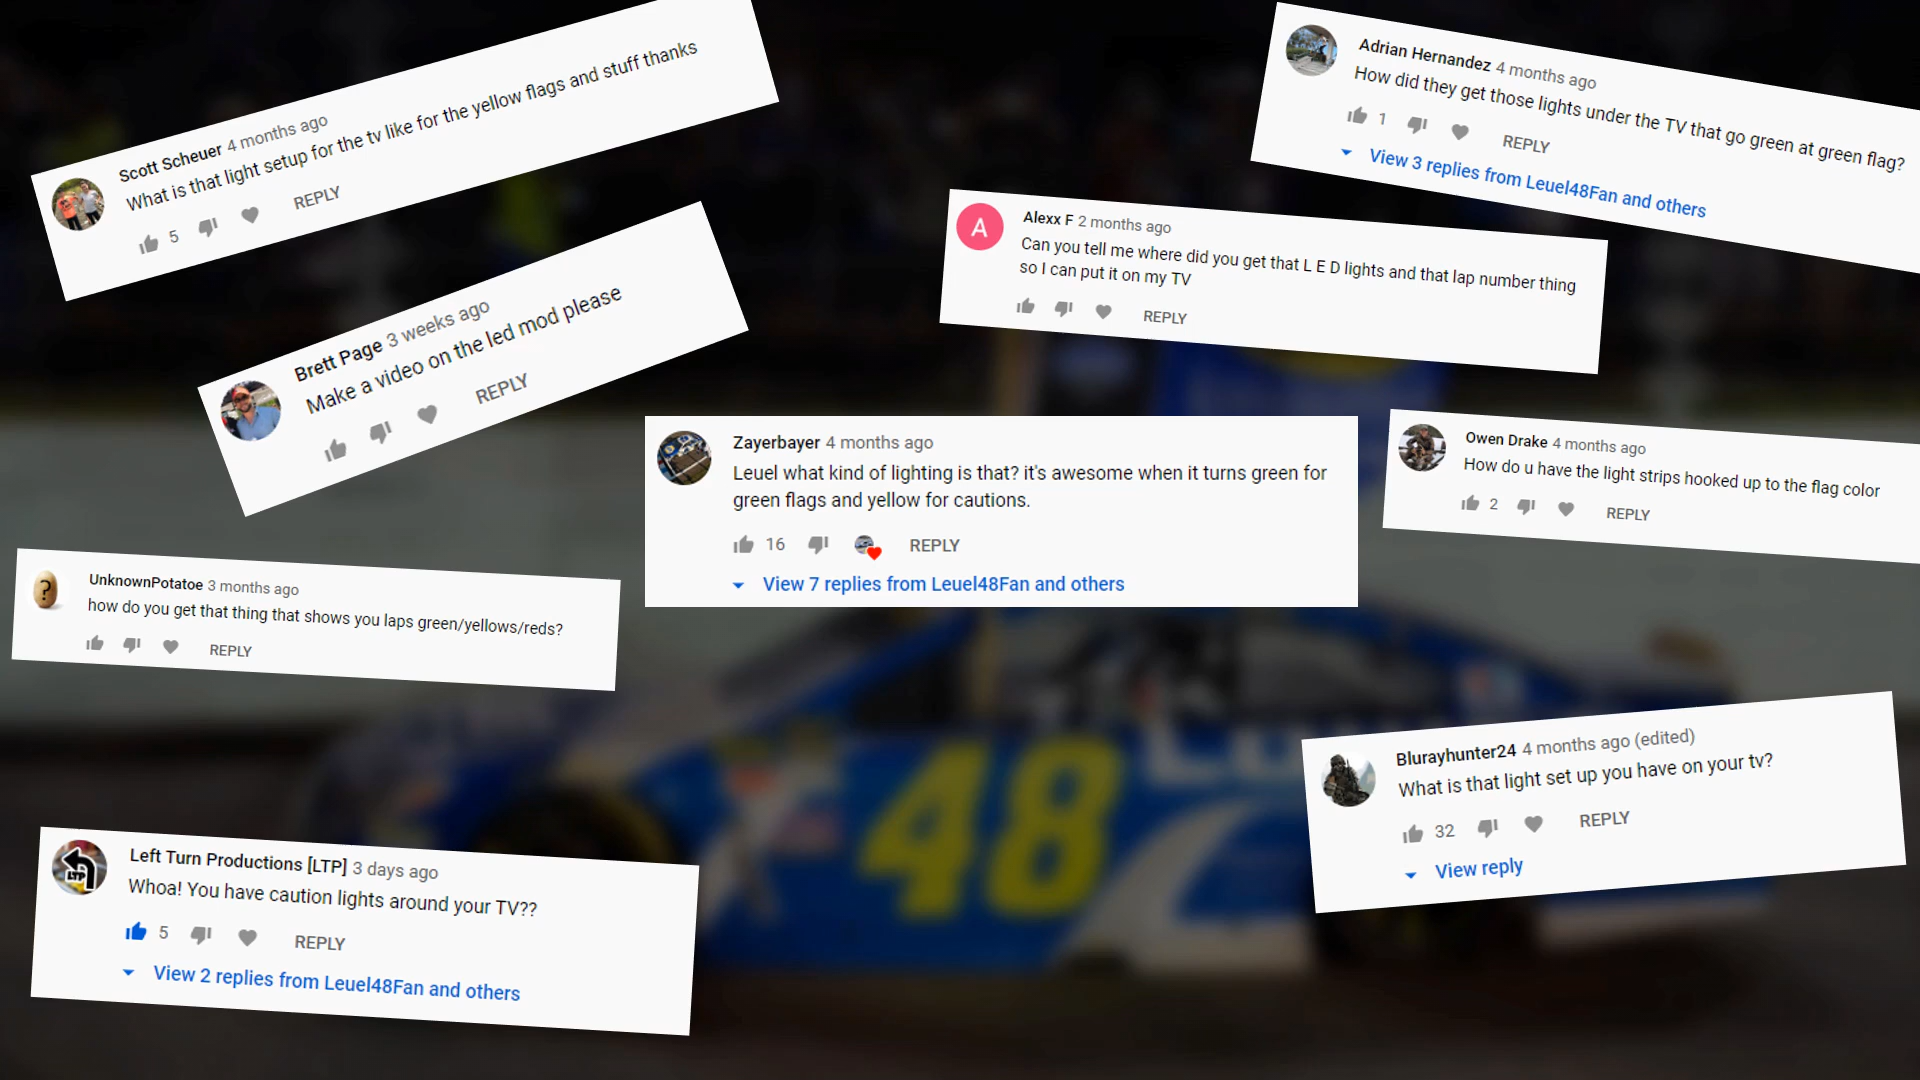 Scott Scheuer 4 months ago
What is that light setup for the tv like for the yellow flags and stuff thanks
5 REPLY
Adrian Hernandez 4 months ago
How did they get those lights under the TV that go green at green flag?
1 REPLY
View 3 replies from Leuel48Fan and others
A
Alexx F 2 months ago
Can you tell me where did you get that L E D lights and that lap number thing
so I can put it on my TV
REPLY
Brett Page 3 weeks ago
Make a video on the led mod please
REPLY
Zayerbayer 4 months ago
Leuel what kind of lighting is that? it's awesome when it turns green for
green flags and yellow for cautions.
16 REPLY
View 7 replies from Leuel48Fan and others
Owen Drake 4 months ago
How do u have the light strips hooked up to the flag color
2 REPLY
?
UnknownPotatoe 3 months ago
how do you get that thing that shows you laps green/yellows/reds?
REPLY
Blurayhunter24 4 months ago (edited)
What is that light set up you have on your tv?
32 REPLY
View reply
LTP
Left Turn Productions [LTP] 3 days ago
Whoa! You have caution lights around your TV??
5 REPLY
View 2 replies from Leuel48Fan and others
48